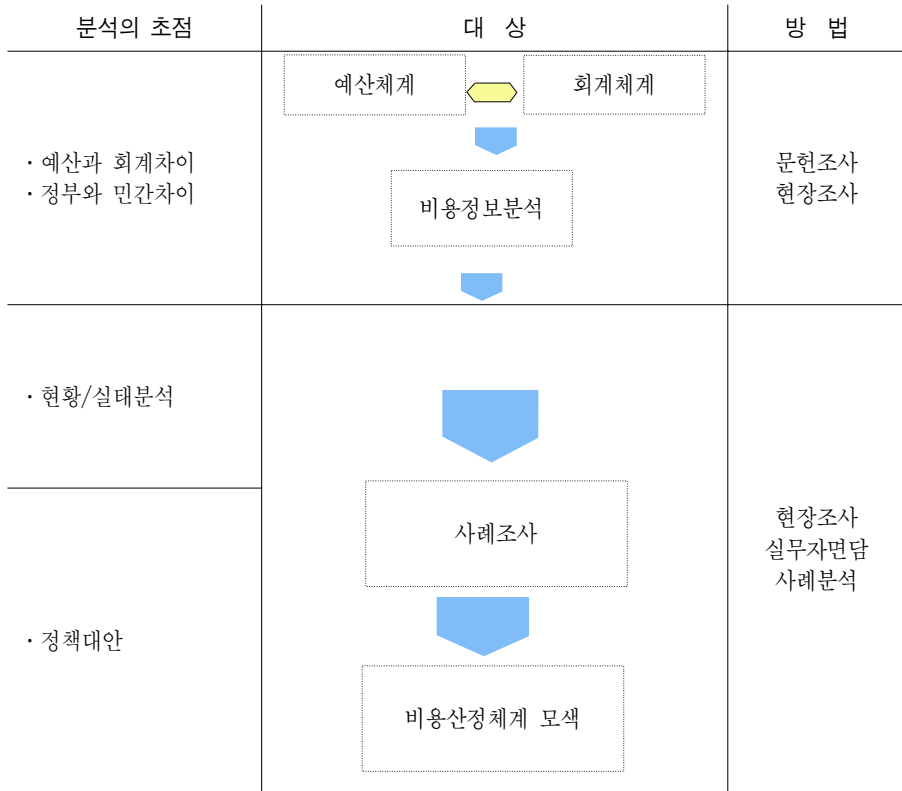 분석의 초점
대 상
방 법
예산체계
회계체계
· 예산과 회계차이
· 정부와 민간차이
비용정보분석
문헌조사
현장조사
· 현황/실태분석
사례조사
현장조사
실무자면담
사례분석
· 정책대안
비용산정체계 모색